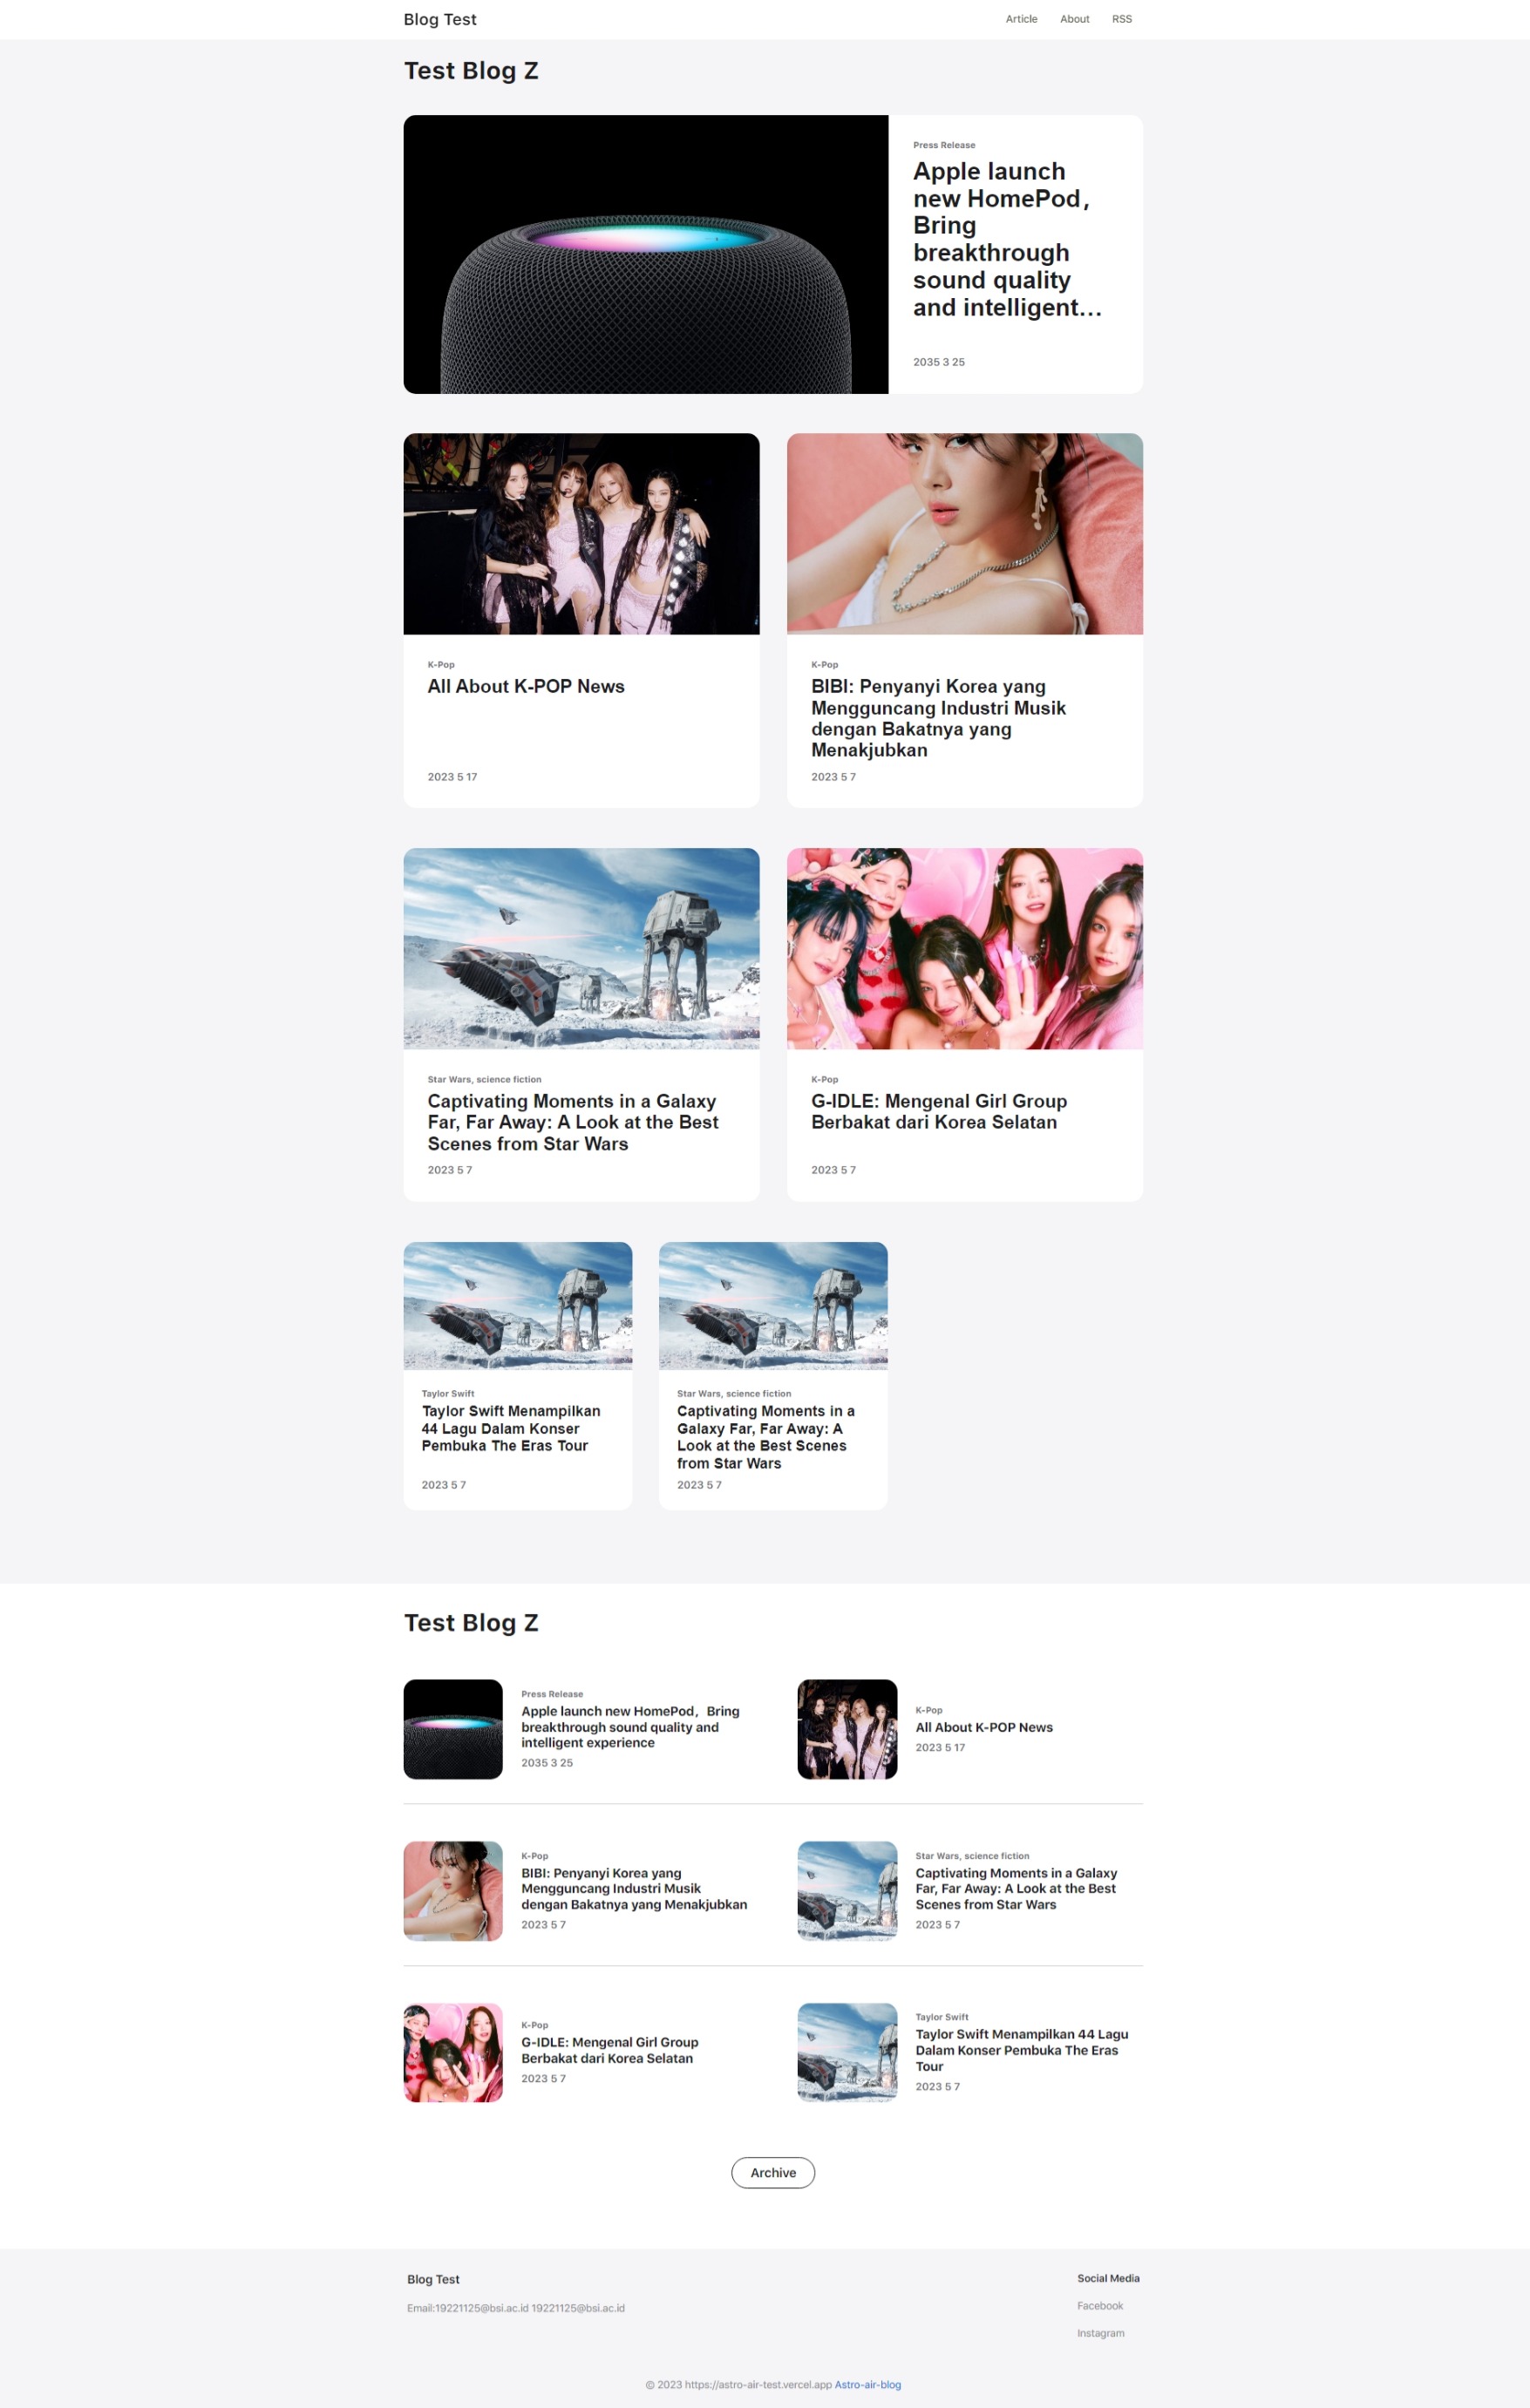 Blog Test
Article About RSS
Test Blog Z
Press Release
Apple launch
new HomePod，
Bring
breakthrough
sound quality
and intelligent…
2035 3 25
K-Pop
All About K-POP News
2023 5 17
K-Pop
BIBI: Penyanyi Korea yang
Mengguncang Industri Musik
dengan Bakatnya yang
Menakjubkan
2023 5 7
Star Wars, science fiction
Captivating Moments in a Galaxy
Far, Far Away: A Look at the Best
Scenes from Star Wars
2023 5 7
K-Pop
G-IDLE: Mengenal Girl Group
Berbakat dari Korea Selatan
2023 5 7
Taylor Swift
Taylor Swift Menampilkan
44 Lagu Dalam Konser
Pembuka The Eras Tour
2023 5 7
Star Wars, science fiction
Captivating Moments in a
Galaxy Far, Far Away: A
Look at the Best Scenes
from Star Wars
2023 5 7
Test Blog Z
Press Release
Apple launch new HomePod，Bring
breakthrough sound quality and
intelligent experience
2035 3 25
K-Pop
All About K-POP News
2023 5 17
K-Pop
BIBI: Penyanyi Korea yang
Mengguncang Industri Musik
dengan Bakatnya yang Menakjubkan
2023 5 7
Star Wars, science fiction
Captivating Moments in a Galaxy
Far, Far Away: A Look at the Best
Scenes from Star Wars
2023 5 7
K-Pop
G-IDLE: Mengenal Girl Group
Berbakat dari Korea Selatan
2023 5 7
Taylor Swift
Taylor Swift Menampilkan 44 Lagu
Dalam Konser Pembuka The Eras
Tour
2023 5 7
Archive
Blog Test
Email:19221125@bsi.ac.id 19221125@bsi.ac.id
Social Media
Facebook
Instagram
© 2023 https://astro-air-test.vercel.app Astro-air-blog